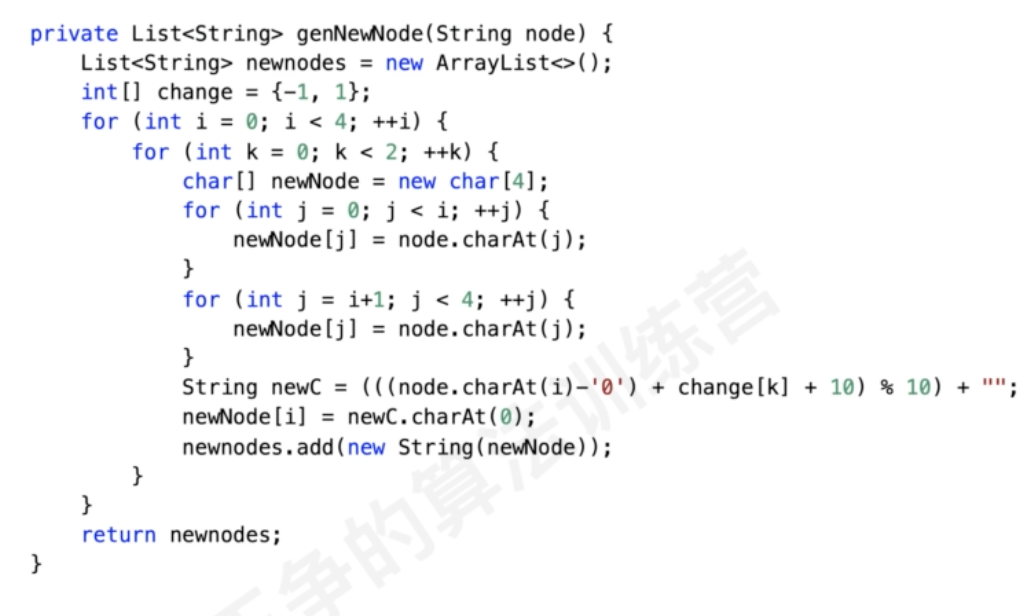 private List<String> genNewNode(String node) {
    List<String> newnodes = new ArrayList<>();
    int[] change = {-1, 1};
    for (int i = 0; i < 4; ++i) {
        for (int k = 0; k < 2; ++k) {
            char[] newNode = new char[4];
            for (int j = 0; j < i; ++j) {
                newNode[j] = node.charAt(j);
            }
            for (int j = i+1; j < 4; ++j) {
                newNode[j] = node.charAt(j);
            }
            String newC = (((node.charAt(i)-'0') + change[k] + 10) % 10) + "";
            newNode[i] = newC.charAt(0);
            newnodes.add(new String(newNode));
        }
    }
    return newnodes;
}
争的算法训练营